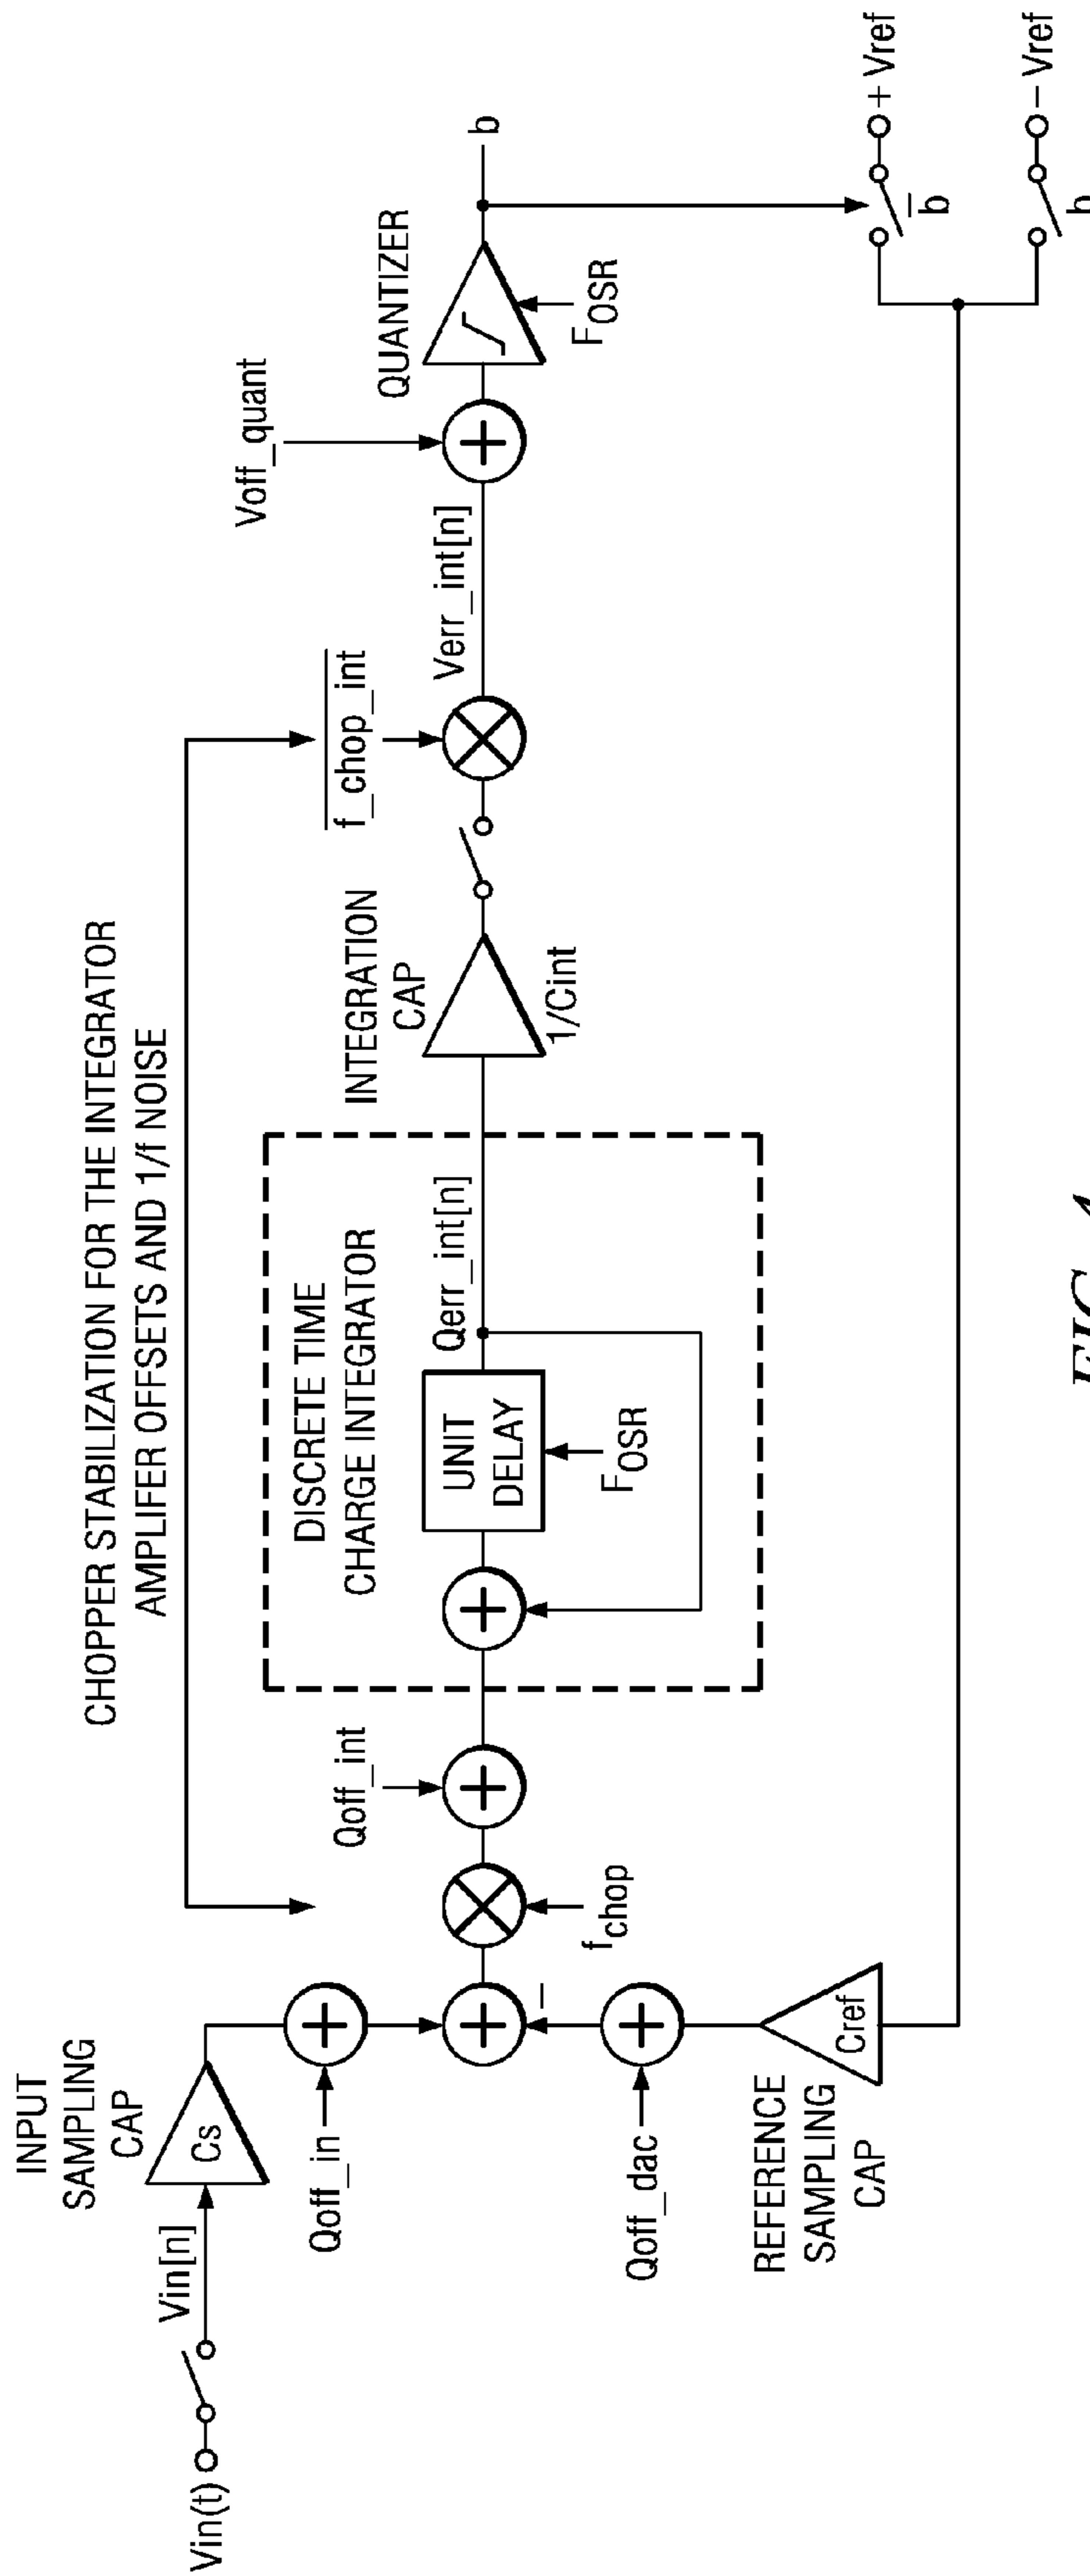 CHOPPER STABILIZATION FOR THE INTEGRATOR
AMPLIFER OFFSETS AND 1/f NOISE
INPUT
SAMPLING
CAP
Vin(t)
Vin[n]
Cs
Qoff_in
Qoff_dac
REFERENCE
SAMPLING
CAP
Cref
fchop
Qoff_int
DISCRETE TIME
CHARGE INTEGRATOR
UNIT
DELAY
FOSR
Qerr_int[n]
INTEGRATION
CAP
1/Cint
f_chop_int
Verr_int[n]
Voff_quant
QUANTIZER
FOSR
b
b
+ Vref
b
− Vref